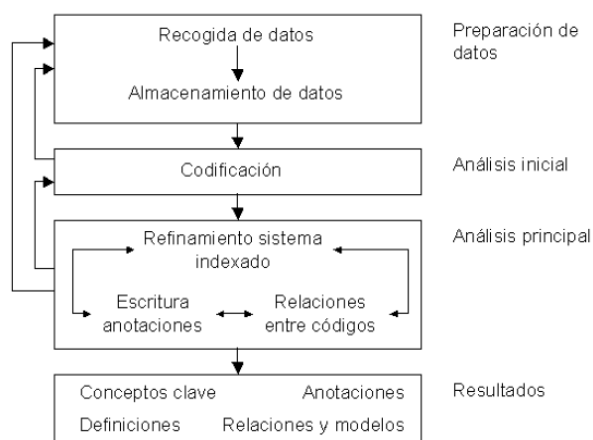 Recogida de datos
Preparación de
datos
Almacenamiento de datos
Codificación
Análisis inicial
Refinamiento sistema
indexado
Análisis principal
Escritura
anotaciones
Relaciones
entre códigos
Conceptos clave
Anotaciones
Resultados
Definiciones
Relaciones y modelos